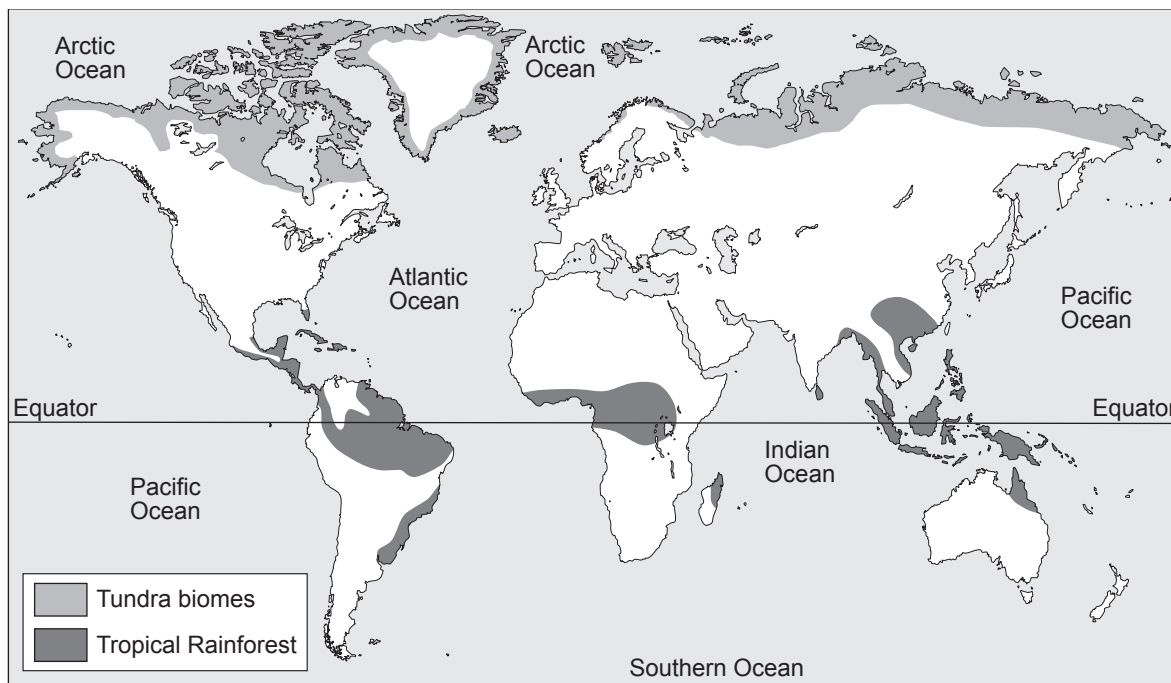 Arctic
Ocean
Arctic
Ocean
Atlantic
Ocean
Pacific
Ocean
Equator
Equator
Indian
Ocean
Pacific
Ocean
Tundra biomes
Tropical Rainforest
Southern Ocean